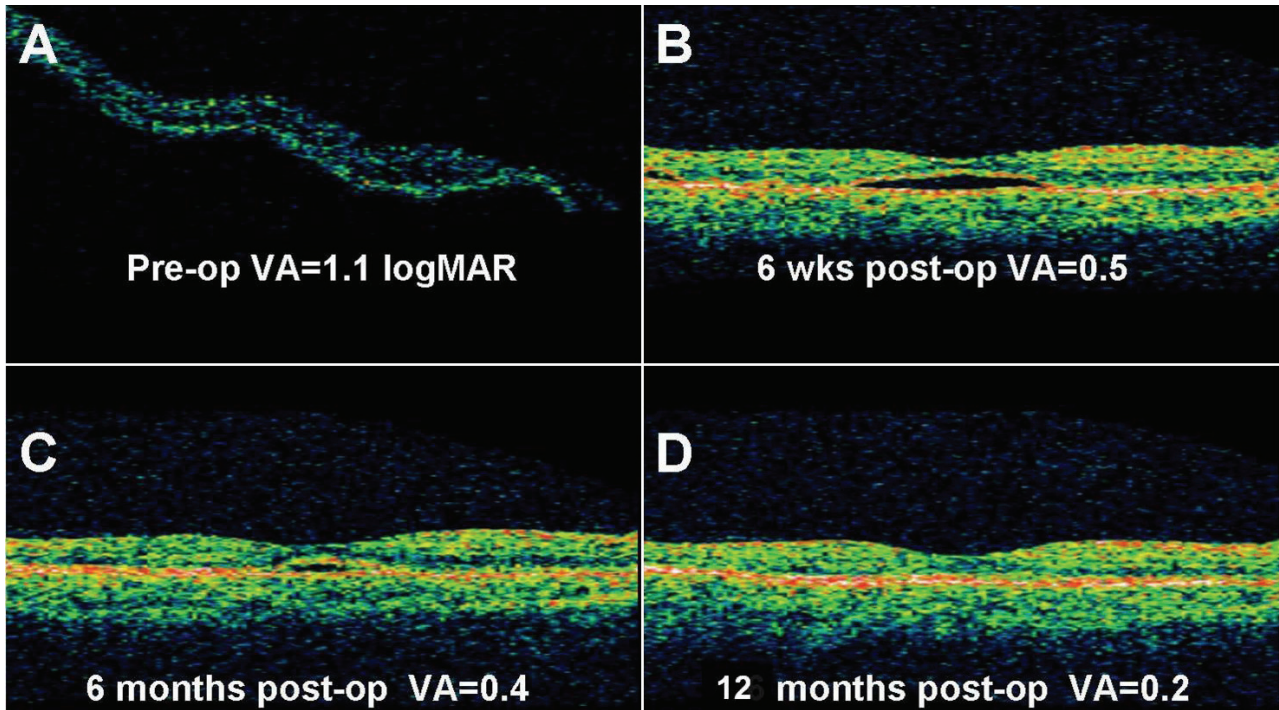 A
Pre-op VA=1.1 logMAR
B
6 wks post-op VA=0.5
C
6 months post-op VA=0.4
D
12 months post-op VA=0.2